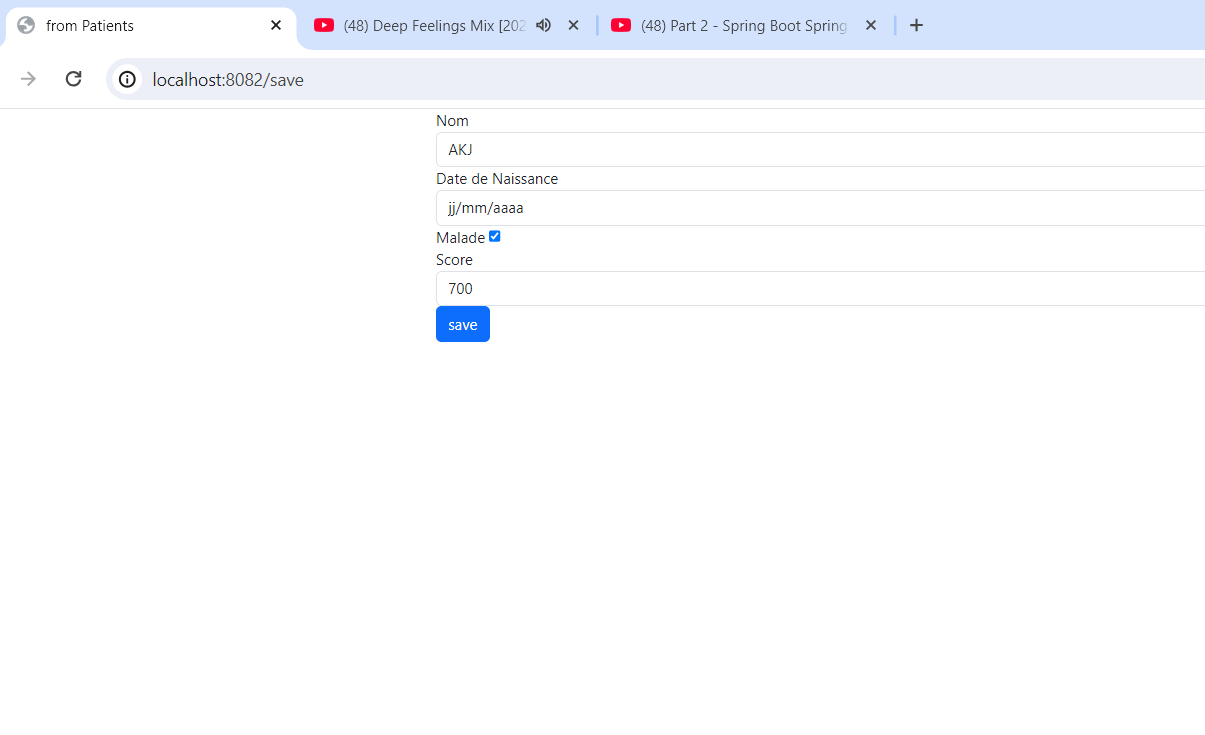 from Patients
(48) Deep Feelings Mix [202
(48) Part 2 - Spring Boot Spring
localhost:8082/save
Nom
AKJ
Date de Naissance
jj/mm/aaaa
Malade
Score
700
save